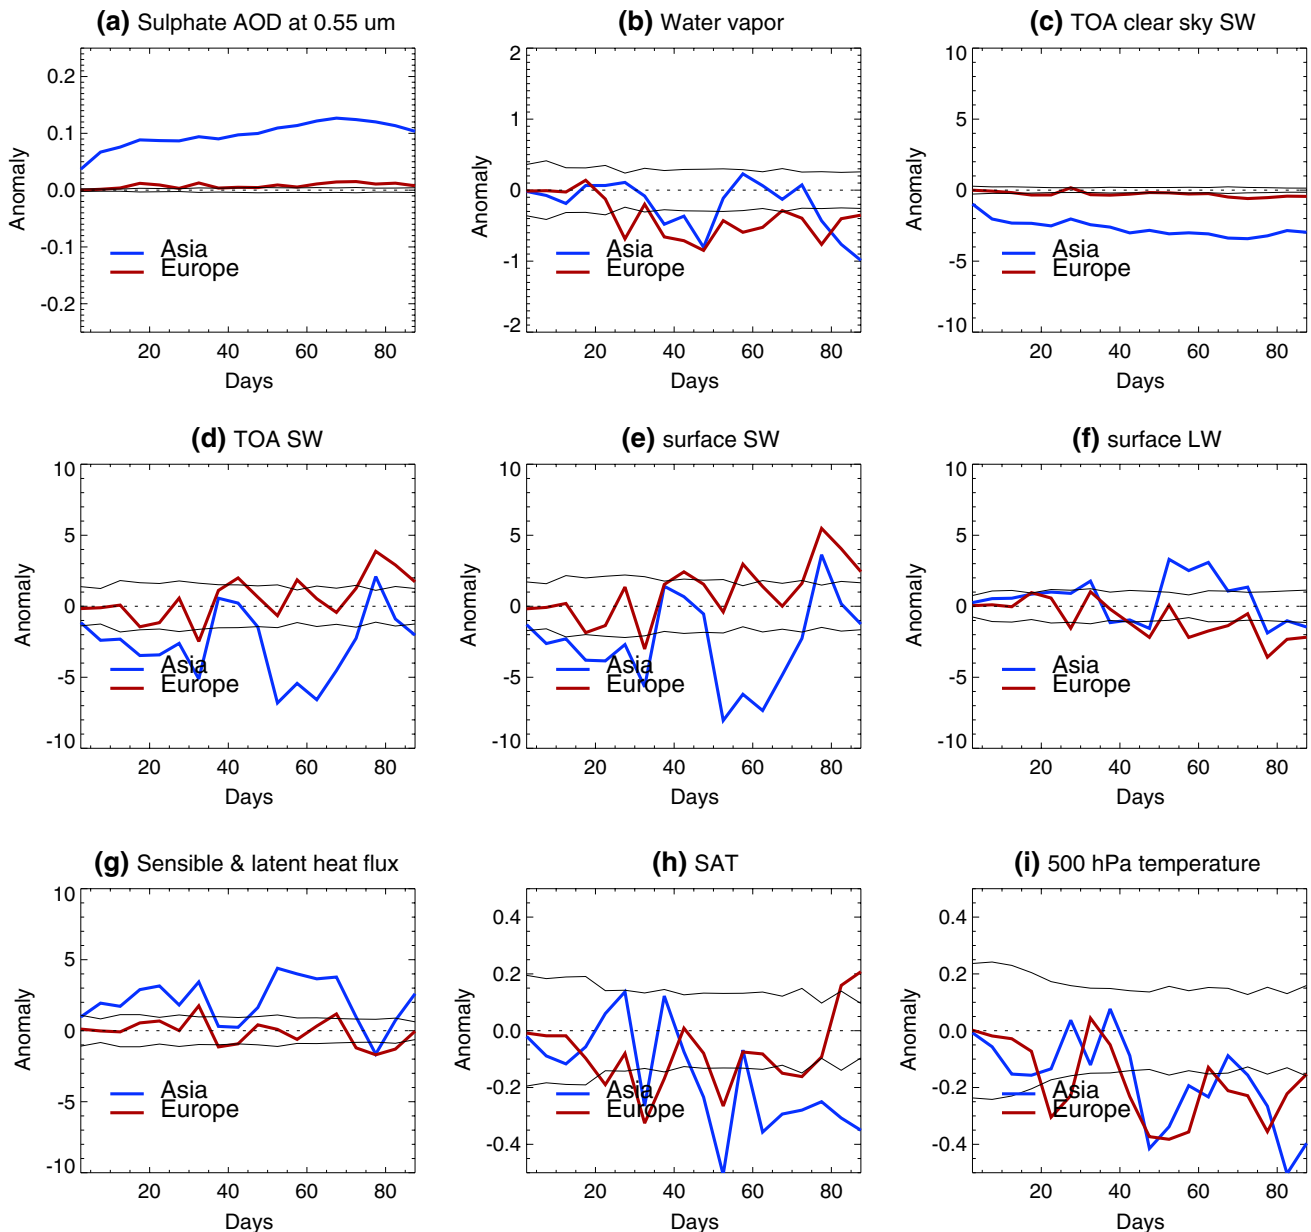 (a) Sulphate AOD at 0.55 um
0.2
0.1
0.0
-0.1
-0.2
Anomaly
Asia
Europe
20 40 60 80
Days
(b) Water vapor
2
1
0
-1
-2
Anomaly
Asia
Europe
20 40 60 80
Days
(c) TOA clear sky SW
10
5
0
-5
-10
Anomaly
Asia
Europe
20 40 60 80
Days
(d) TOA SW
10
5
0
-5
-10
Anomaly
Asia
Europe
20 40 60 80
Days
(e) surface SW
10
5
0
-5
-10
Anomaly
Asia
Europe
20 40 60 80
Days
(f) surface LW
10
5
0
-5
-10
Anomaly
Asia
Europe
20 40 60 80
Days
(g) Sensible & latent heat flux
10
5
0
-5
-10
Anomaly
Asia
Europe
20 40 60 80
Days
(h) SAT
0.4
0.2
0.0
-0.2
-0.4
Anomaly
Asia
Europe
20 40 60 80
Days
(i) 500 hPa temperature
0.4
0.2
0.0
-0.2
-0.4
Anomaly
Asia
Europe
20 40 60 80
Days